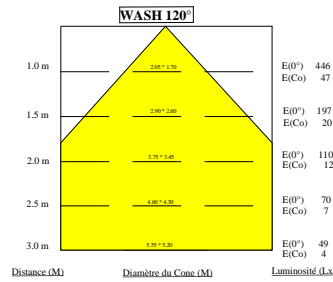 WASH 120°
1.0 m 2.05 * 1.70 E(0°) 446
E(Co) 47
1.5 m 2.90 * 2.60 E(0°) 197
E(Co) 20
2.0 m 3.75 * 3.45 E(0°) 110
E(Co) 12
2.5 m 4.60 * 4.30 E(0°) 70
E(Co) 7
3.0 m 5.55 * 5.20 E(0°) 49
E(Co) 4
Distance (M) Diamètre du Cone (M) Luminosité (Lx